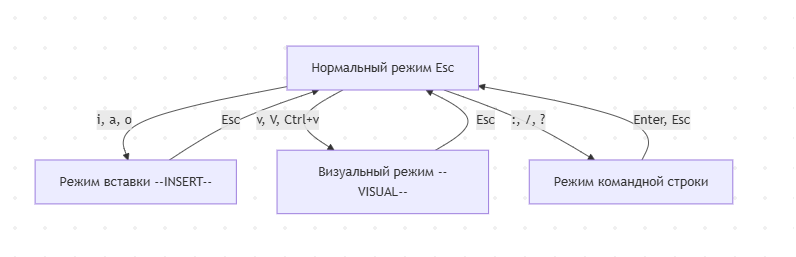 Нормальный режим Esc
i, a, o
Esc
v, V, Ctrl+v
Esc
:, /, ?
Enter, Esc
Режим вставки --INSERT--
Визуальный режим --
VISUAL--
Режим командной строки